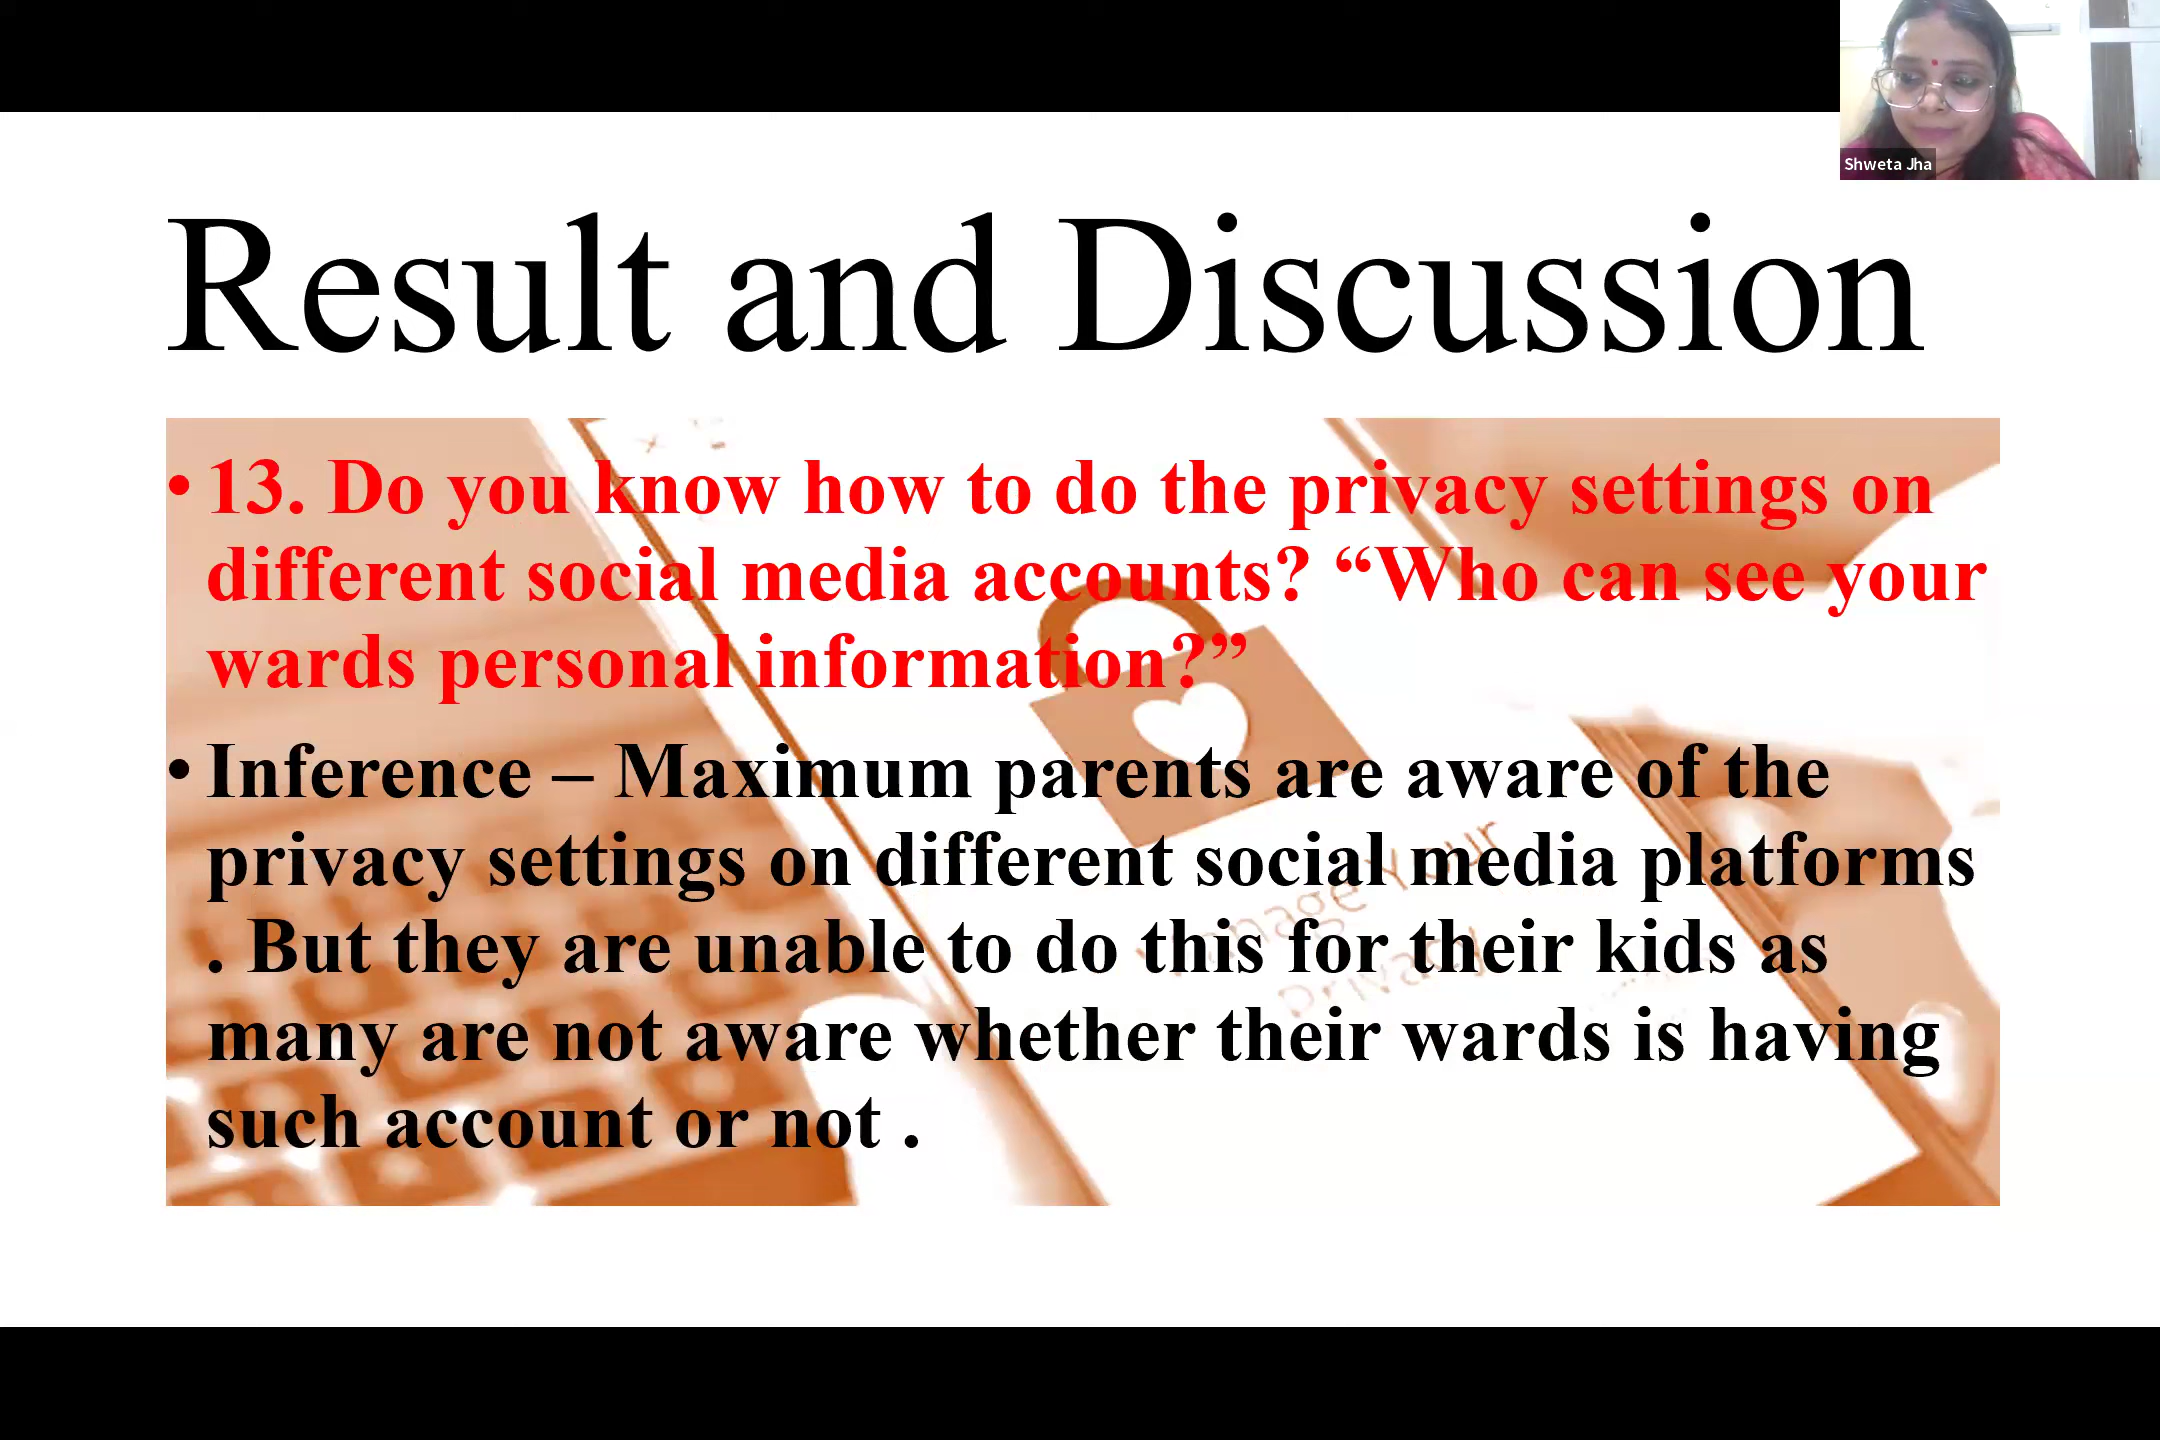 Shweta Jha
Result and Discussion
• 13. Do you know how to do the privacy settings on
different social media accounts? “Who can see your
wards personal information?”
• Inference – Maximum parents are aware of the
privacy settings on different social media platforms
. But they are unable to do this for their kids as
many are not aware whether their wards is having
such account or not .
Manage Your
Privacy